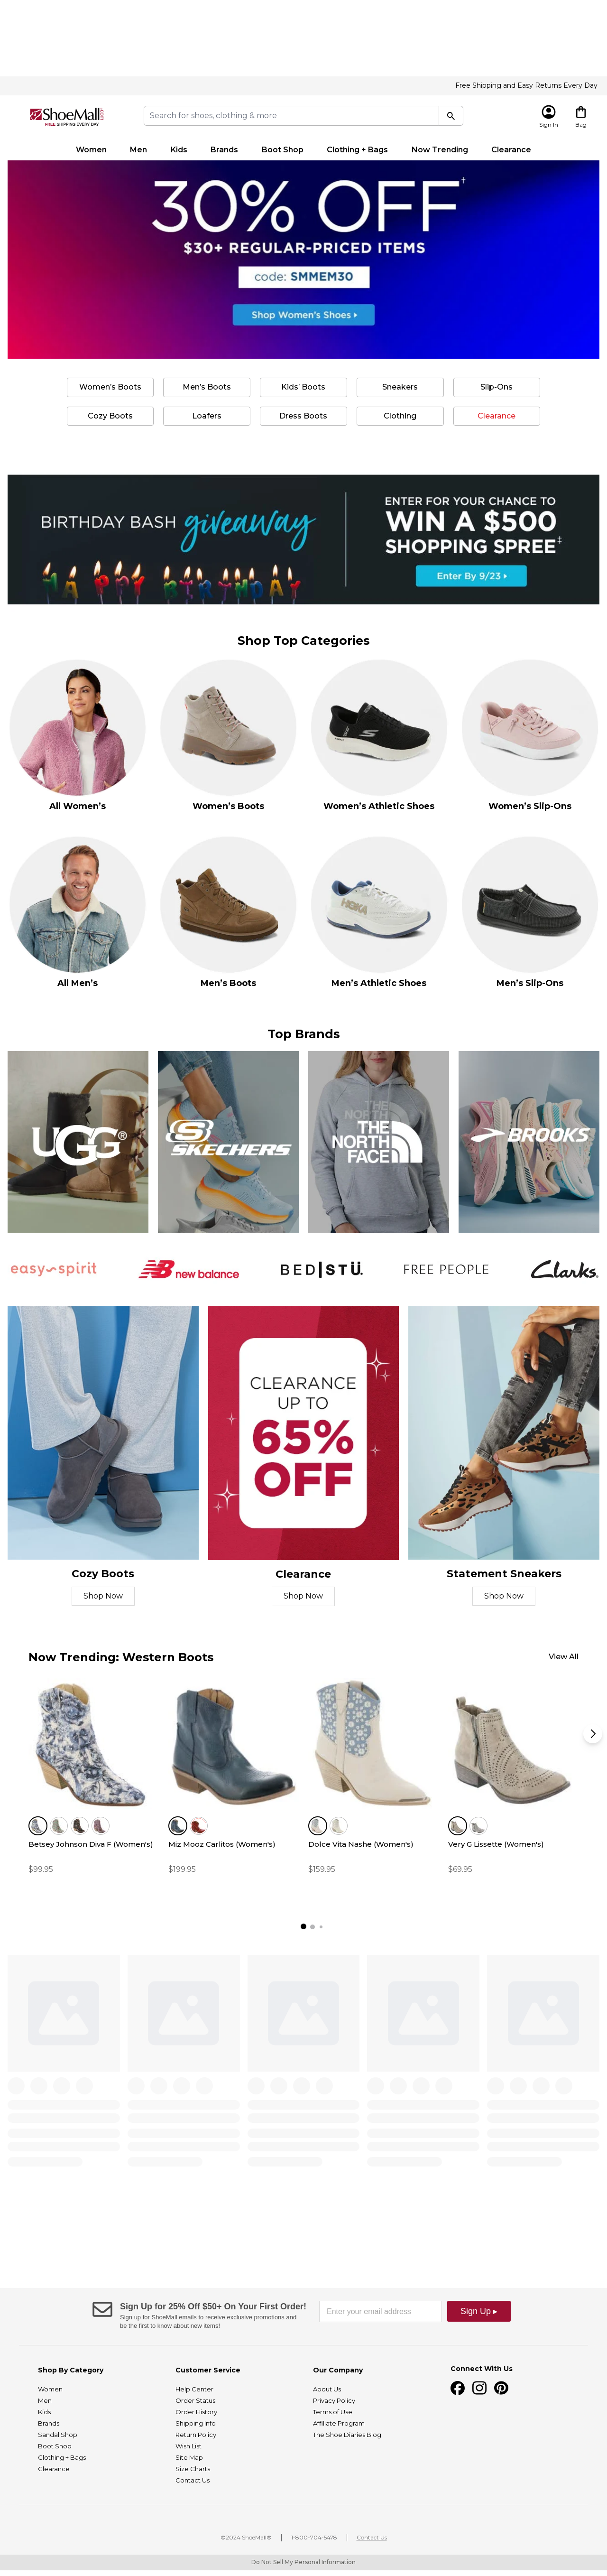 Free Shipping and Easy Returns Every Day
ShoeMall
FREE SHIPPING EVERY DAY
Search for shoes, clothing & more
Sign In
Bag
Women Men Kids Brands Boot Shop Clothing + Bags Now Trending Clearance
30% OFF†
$30+ REGULAR-PRICED ITEMS
code: SMMEM30
Shop Women's Shoes ▸
Women's Boots Men's Boots Kids' Boots Sneakers Slip-Ons
Cozy Boots Loafers Dress Boots Clothing Clearance
BIRTHDAY BASH giveaway
ENTER FOR YOUR CHANCE TO
WIN A $500
SHOPPING SPREE‡
Enter By 9/23 ▸
Shop Top Categories
All Women's Women's Boots Women's Athletic Shoes Women's Slip-Ons
SKECHERS
HOKA
All Men's Men's Boots Men's Athletic Shoes Men's Slip-Ons
Top Brands
UGG®
SKECHERS
THE
NORTH
FACE
BROOKS
easy spirit
new balance
BED|STÜ.
FREE PEOPLE
Clarks.
CLEARANCE
UP TO
65%
OFF
Cozy Boots Clearance Statement Sneakers
Shop Now Shop Now Shop Now
Now Trending: Western Boots
View All
Betsey Johnson Diva F (Women's)
$99.95
Miz Mooz Carlitos (Women's)
$199.95
Dolce Vita Nashe (Women's)
$159.95
Very G Lissette (Women's)
$69.95
Sign Up for 25% Off $50+ On Your First Order!
Sign up for ShoeMall emails to receive exclusive promotions and
be the first to know about new items!
Enter your email address
Sign Up ▸
Shop By Category
Women
Men
Kids
Brands
Sandal Shop
Boot Shop
Clothing + Bags
Clearance
Customer Service
Help Center
Order Status
Order History
Shipping Info
Return Policy
Wish List
Site Map
Size Charts
Contact Us
Our Company
About Us
Privacy Policy
Terms of Use
Affiliate Program
The Shoe Diaries Blog
Connect With Us
©2024 ShoeMall® | 1-800-704-5478 | Contact Us
Do Not Sell My Personal Information